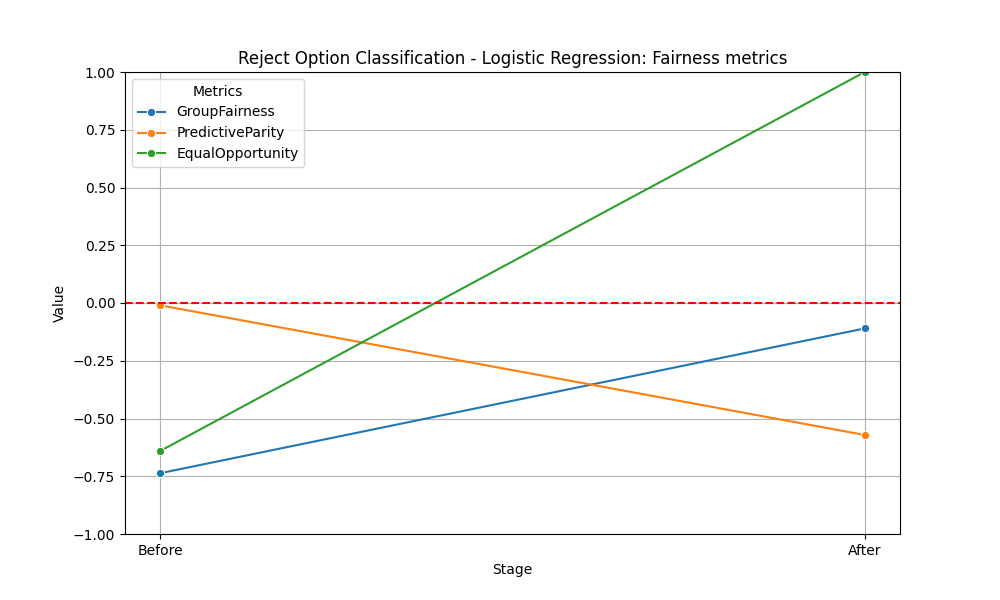 Reject Option Classification - Logistic Regression: Fairness metrics
Metrics
GroupFairness
PredictiveParity
EqualOpportunity
1.00
0.75
0.50
0.25
0.00
−0.25
−0.50
−0.75
−1.00
Value
Before
After
Stage